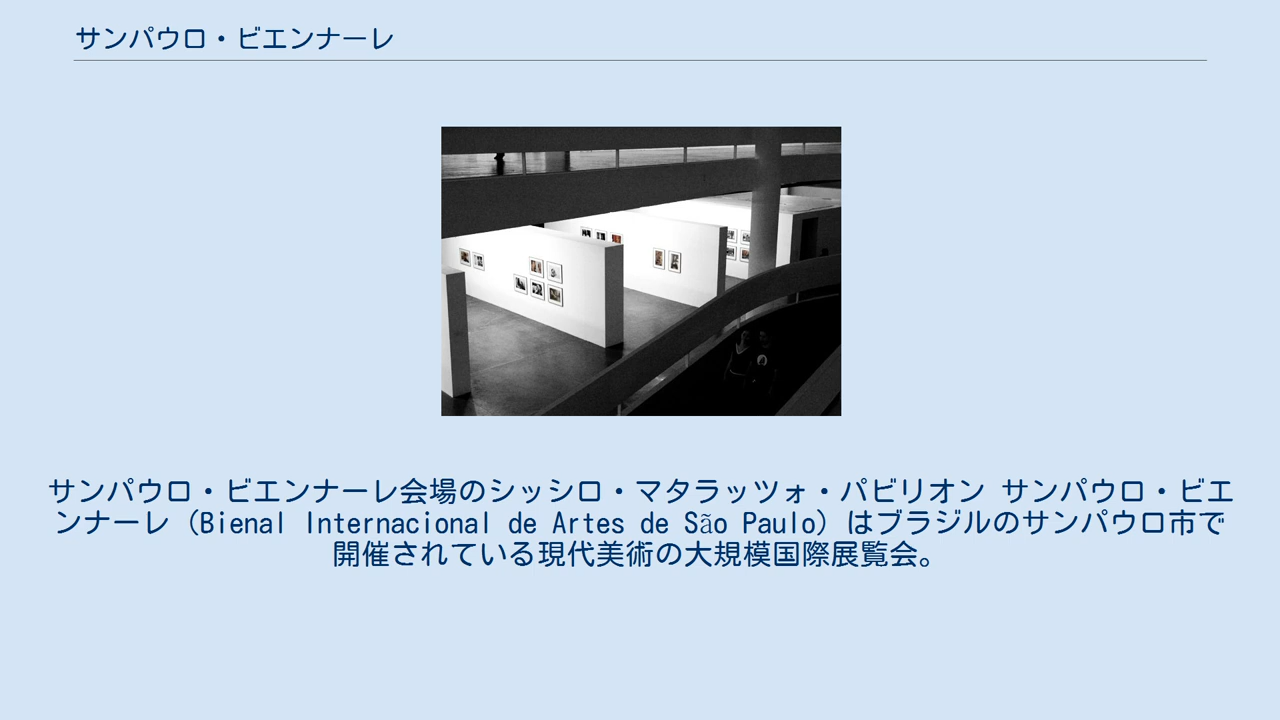 サンパウロ・ビエンナーレ
サンパウロ・ビエンナーレ会場のシッシロ・マタラッツォ・パビリオン サンパウロ・ビエ
ンナーレ（Bienal Internacional de Artes de São Paulo）はブラジルのサンパウロ市で
開催されている現代美術の大規模国際展覧会。